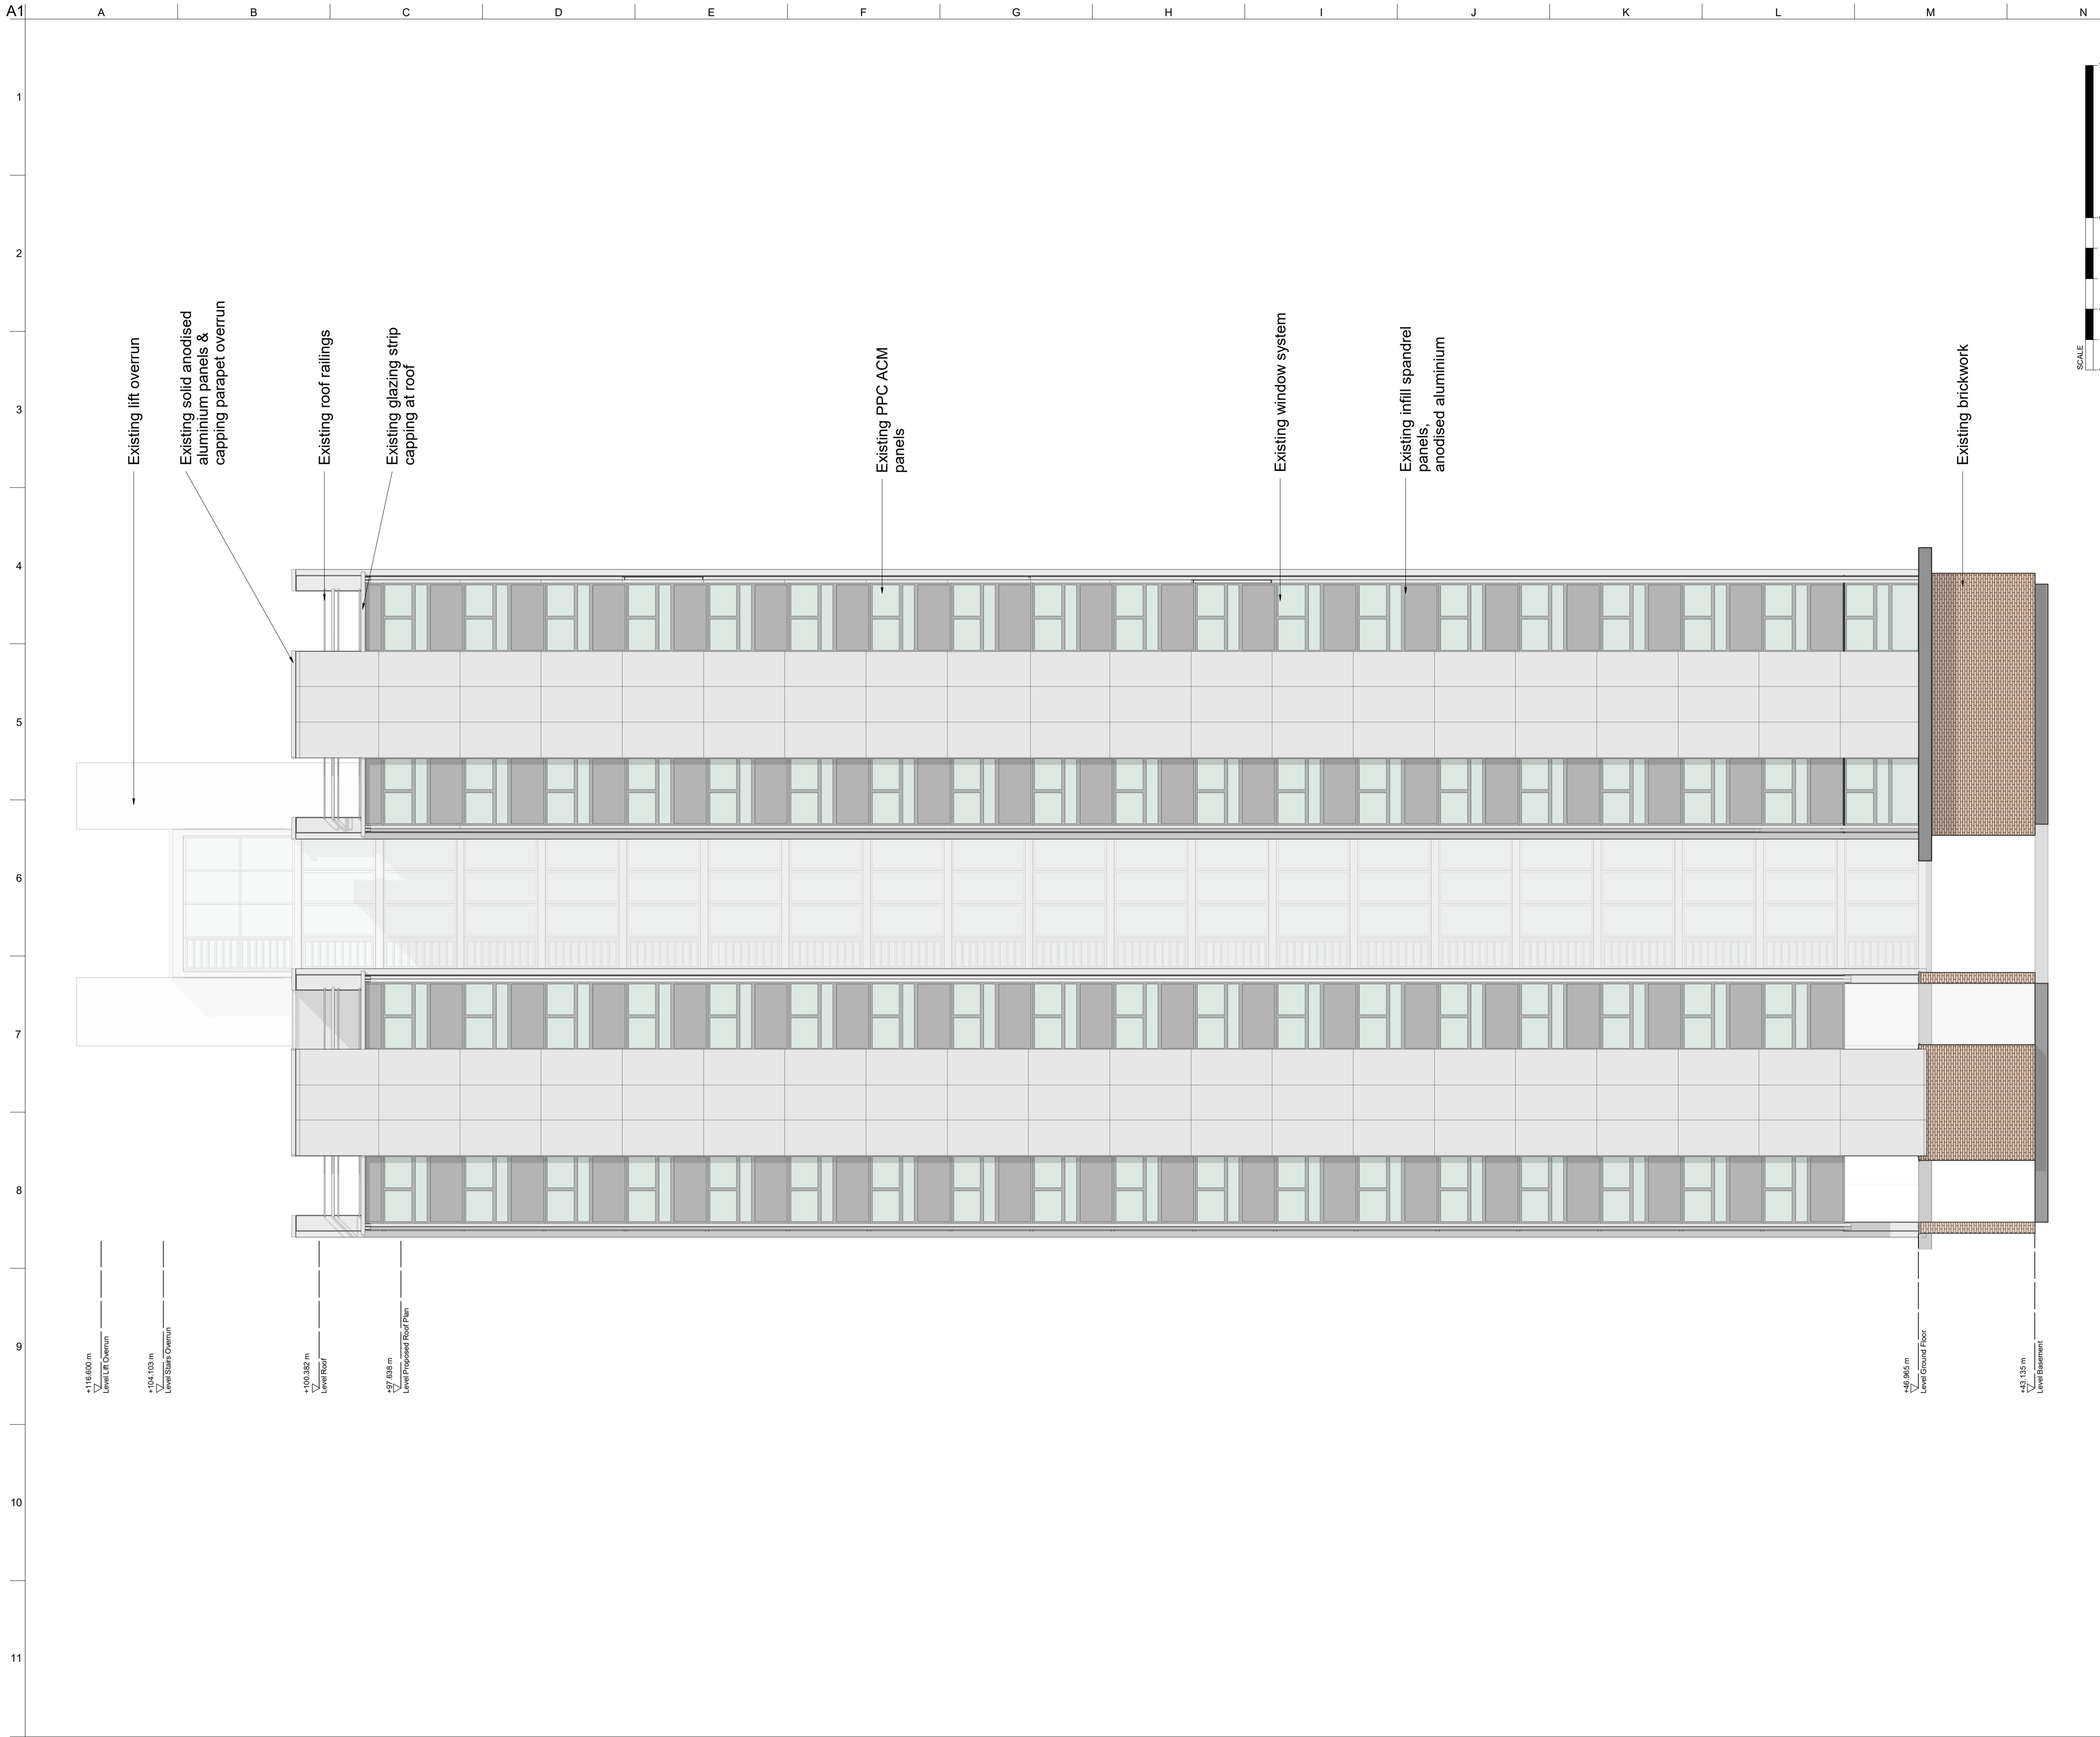 A1
A
B
C
D
E
F
G
H
I
J
K
L
M
N
1
2
3
4
5
6
7
8
9
10
11
SCALE
Existing lift overrun
Existing solid anodised
aluminium panels &
capping parapet overrun
Existing roof railings
Existing glazing strip
capping at roof
Existing PPC ACM
panels
Existing window system
Existing infill spandrel
panels,
anodised aluminium
Existing brickwork
+116.600 m
Level Lift Overrun
+104.103 m
Level Stairs Overrun
+100.382 m
Level Roof
+97.638 m
Level Proposed Roof Plan
+46.965 m
Level Ground Floor
+43.135 m
Level Basement